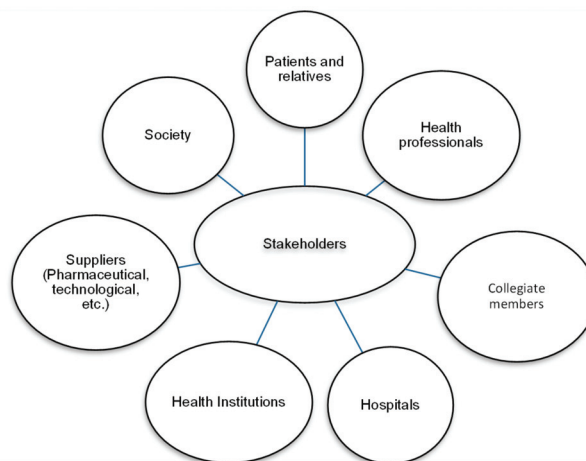 Patients and
relatives
Health
professionals
Society
Stakeholders
Suppliers
(Pharmaceutical,
technological,
etc.)
Collegiate
members
Health Institutions
Hospitals